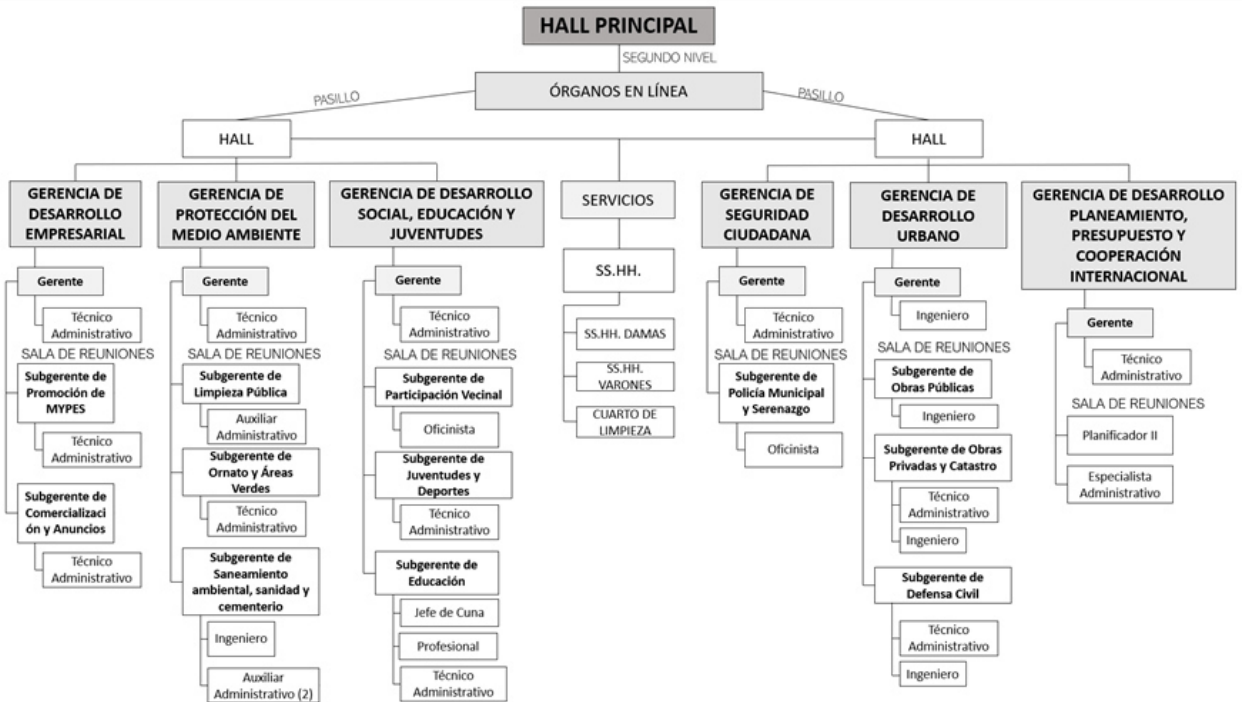 HALL PRINCIPAL
SEGUNDO NIVEL
ÓRGANOS EN LÍNEA
PASILLO
PASILLO
HALL
HALL
GERENCIA DE
DESARROLLO
EMPRESARIAL
Gerente
Técnico
Administrativo
SALA DE REUNIONES
Subgerente de
Promoción de
MYPES
Técnico
Administrativo
Subgerente de
Comercializaci
ón y Anuncios
Técnico
Administrativo
GERENCIA DE
PROTECCIÓN DEL
MEDIO AMBIENTE
Gerente
Técnico
Administrativo
SALA DE REUNIONES
Subgerente de
Limpieza Pública
Auxiliar
Administrativo
Subgerente de
Ornato y Áreas
Verdes
Técnico
Administrativo
Subgerente de
Saneamiento
ambiental, sanidad y
cementerio
Ingeniero
Auxiliar
Administrativo (2)
GERENCIA DE DESARROLLO
SOCIAL, EDUCACIÓN Y
JUVENTUDES
Gerente
Técnico
Administrativo
SALA DE REUNIONES
Subgerente de
Participación Vecinal
Oficinista
Subgerente de
Juventudes y
Deportes
Técnico
Administrativo
Subgerente de
Educación
Jefe de Cuna
Profesional
Técnico
Administrativo
SERVICIOS
SS.HH.
SS.HH. DAMAS
SS.HH.
VARONES
CUARTO DE
LIMPIEZA
GERENCIA DE
SEGURIDAD
CIUDADANA
Gerente
Técnico
Administrativo
SALA DE REUNIONES
Subgerente de
Policía Municipal
y Serenazgo
Oficinista
GERENCIA DE
DESARROLLO
URBANO
Gerente
Ingeniero
SALA DE REUNIONES
Subgerente de
Obras Públicas
Ingeniero
Subgerente de Obras
Privadas y Catastro
Técnico
Administrativo
Ingeniero
Subgerente de
Defensa Civil
Técnico
Administrativo
Ingeniero
GERENCIA DE DESARROLLO
PLANEAMIENTO,
PRESUPUESTO Y
COOPERACIÓN
INTERNACIONAL
Gerente
Técnico
Administrativo
SALA DE REUNIONES
Planificador II
Especialista
Administrativo